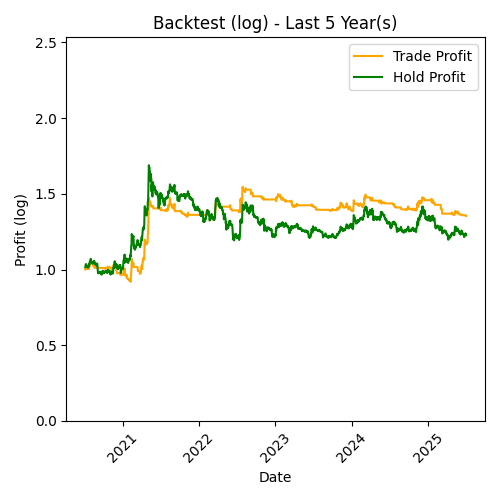 Backtest (log) - Last 5 Year(s)
Trade Profit
Hold Profit
Profit (log)
2.5
2.0
1.5
1.0
0.5
0.0
2021
2022
2023
2024
2025
Date